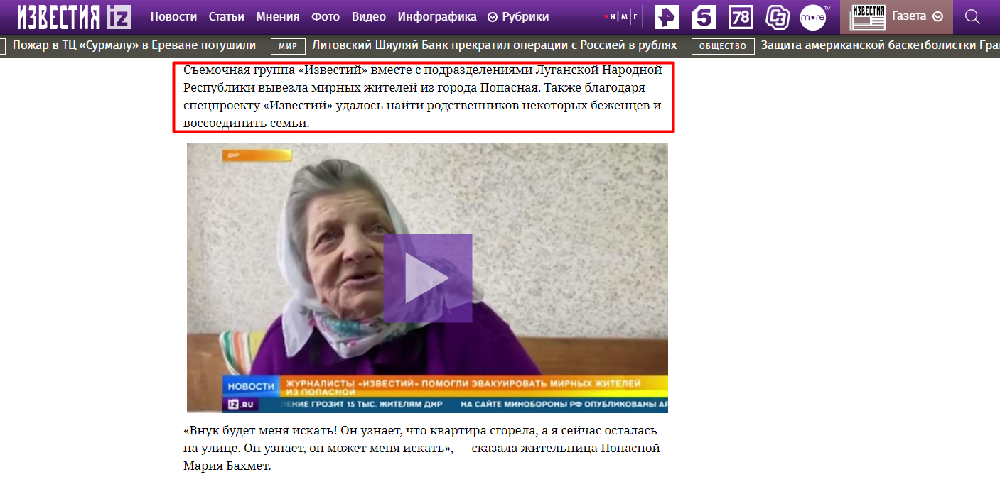 ИЗВЕСТИЯ iz Новости Статьи Мнения Фото Видео Инфографика Рубрики н|м|г 5 78 more TV ИЗВЕСТИЯ Газета
Пожар в ТЦ «Сурмалу» в Ереване потушили МИР Литовский Шяуляй Банк прекратил операции с Россией в рублях ОБЩЕСТВО Защита американской баскетболистки
Съемочная группа «Известий» вместе с подразделениями Луганской Народной
Республики вывезла мирных жителей из города Попасная. Также благодаря
спецпроекту «Известий» удалось найти родственников некоторых беженцев и
воссоединить семьи.
ДНР
НОВОСТИ
ЖУРНАЛИСТЫ «ИЗВЕСТИЙ» ПОМОГЛИ ЭВАКУИРОВАТЬ МИРНЫХ ЖИТЕЛЕЙ
ИЗ ПОПАСНОЙ
iz.RU ГРОЗИТ 15 ТЫС. ЖИТЕЛЯМ ДНР НА САЙТЕ МИНОБОРОНЫ РФ ОПУБЛИКОВАНЫ
«Внук будет меня искать! Он узнает, что квартира сгорела, а я сейчас осталась
на улице. Он узнает, он может меня искать», — сказала жительница Попасной
Мария Бахмет.